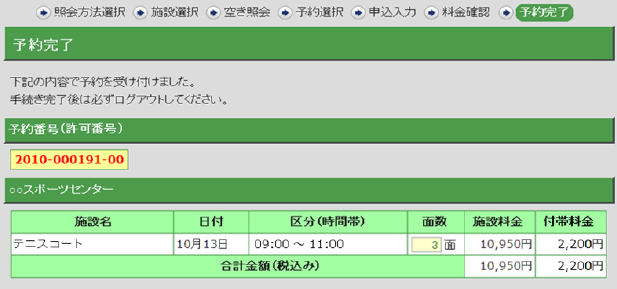 照会方法選択 施設選択 空き照会 予約選択 申込入力 料金確認 予約完了
予約完了
下記の内容で予約を受け付けました。
手続き完了後は必ずログアウトしてください。
予約番号(許可番号)
2010-000191-00
○○スポーツセンター
施設名 日付 区分(時間帯) 面数 施設料金 付帯料金
テニスコート 10月13日 09:00 ～ 11:00 3 面 10,950円 2,200円
合計金額(税込み) 10,950円 2,200円